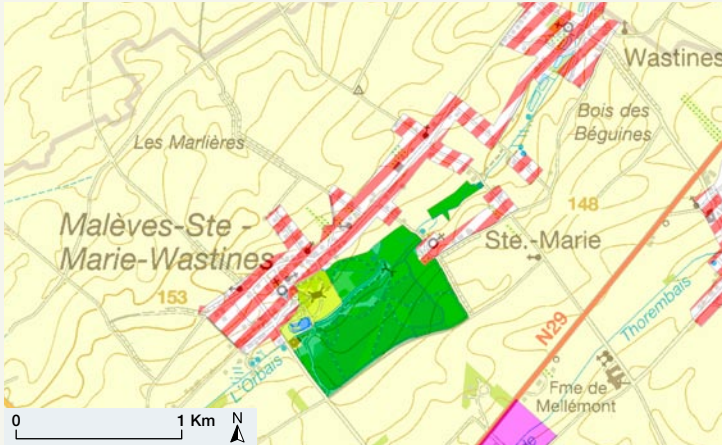 Wastines
Bois des
Béguines
Les Marlières
148
Malèves-Ste -
Marie-Wastines
Ste.-Marie
153
N29
Thorembais
L'Orbais
Fme de
Mellémont
0 1 Km N